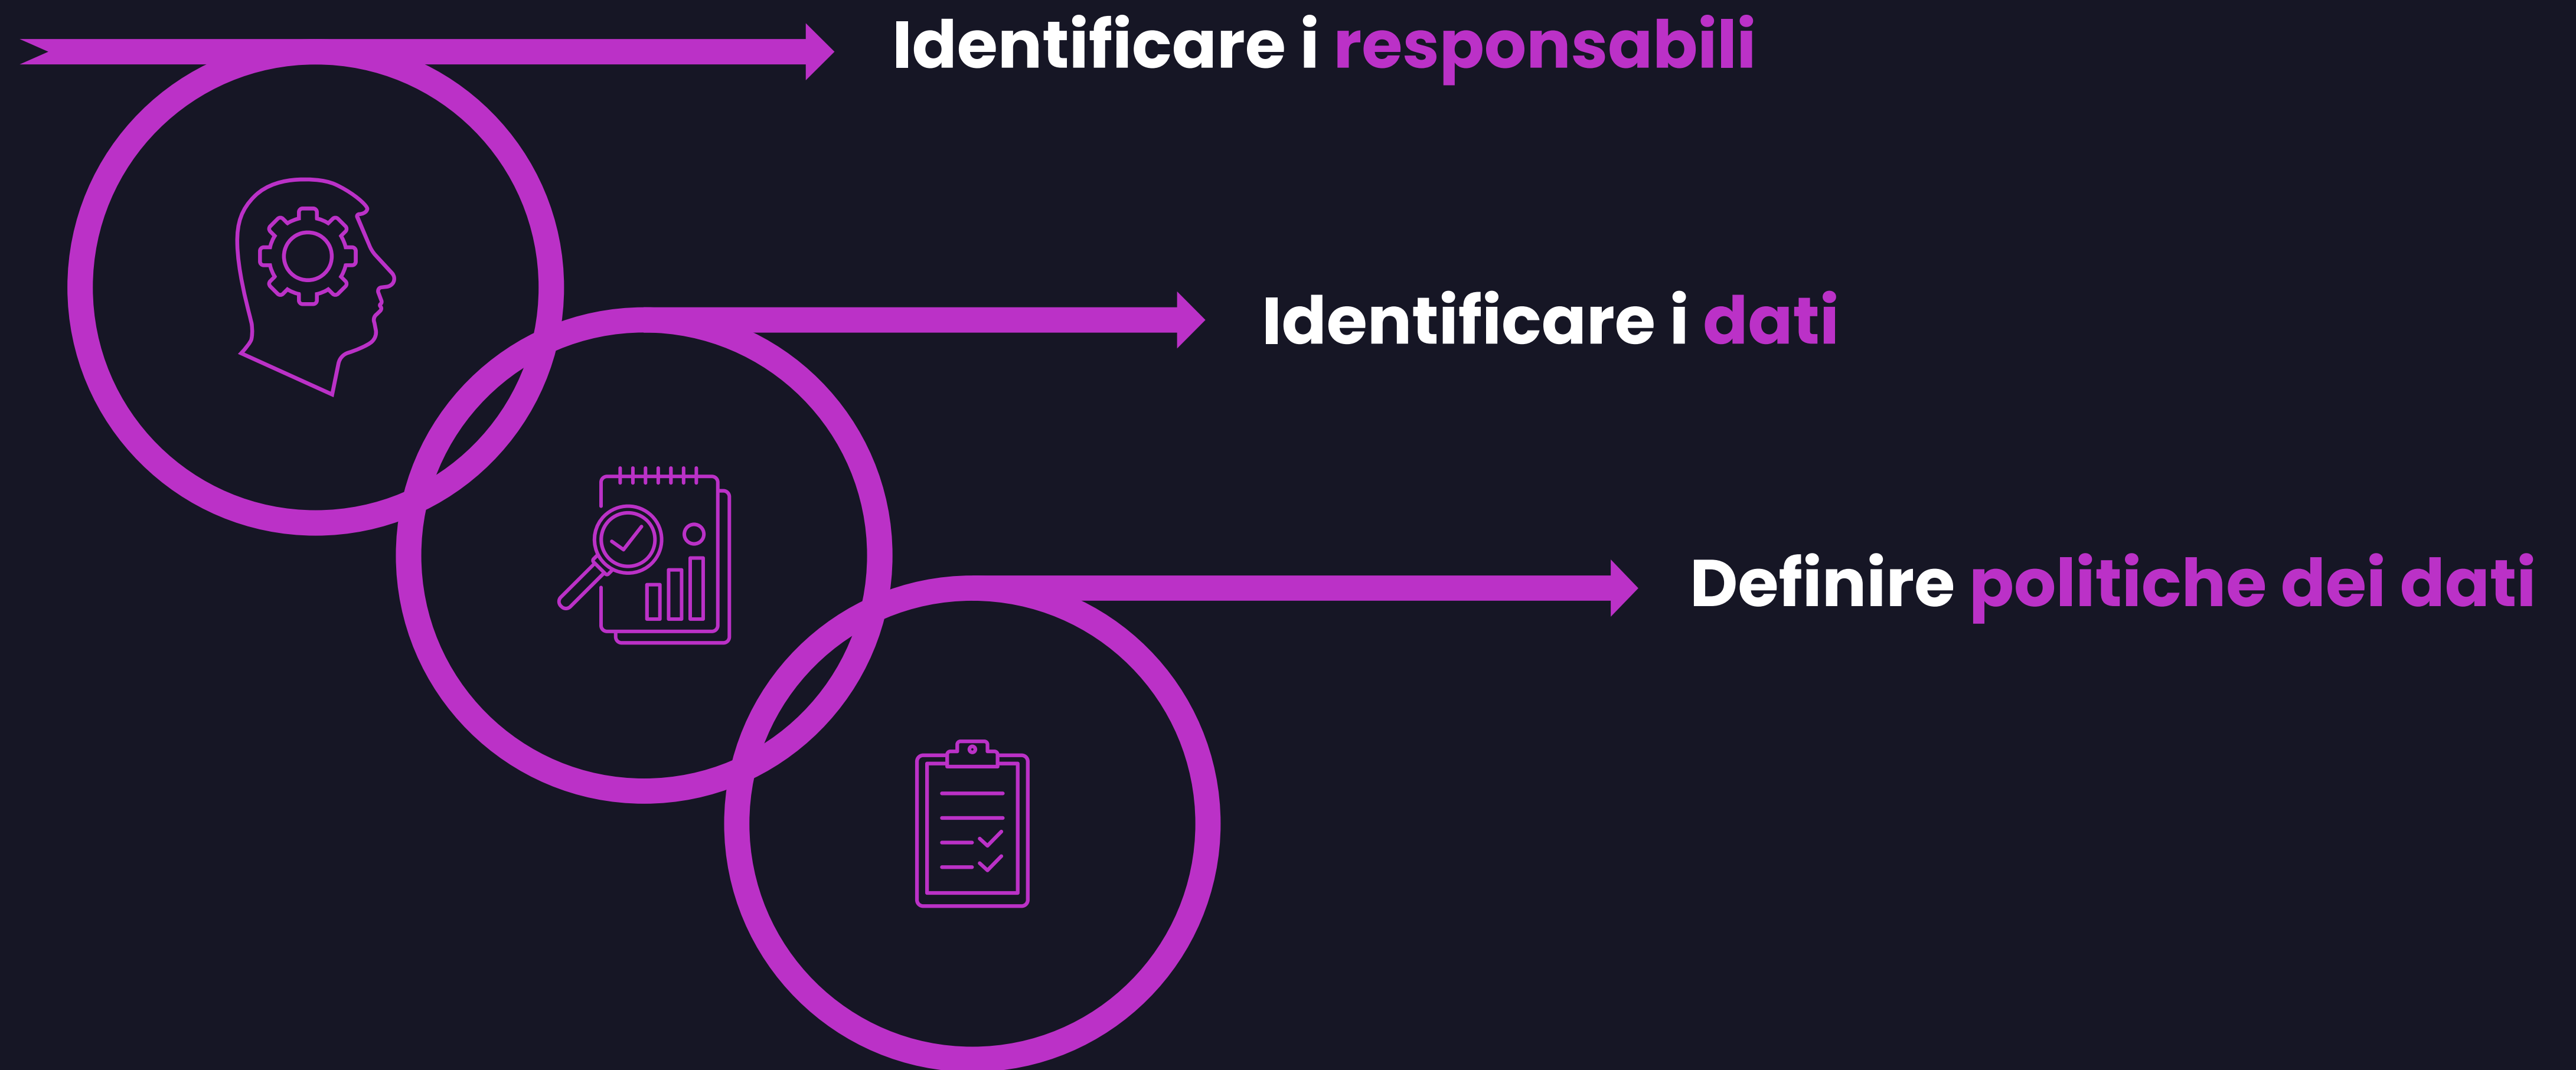 Identificare i responsabili
Identificare i dati
Definire politiche dei dati